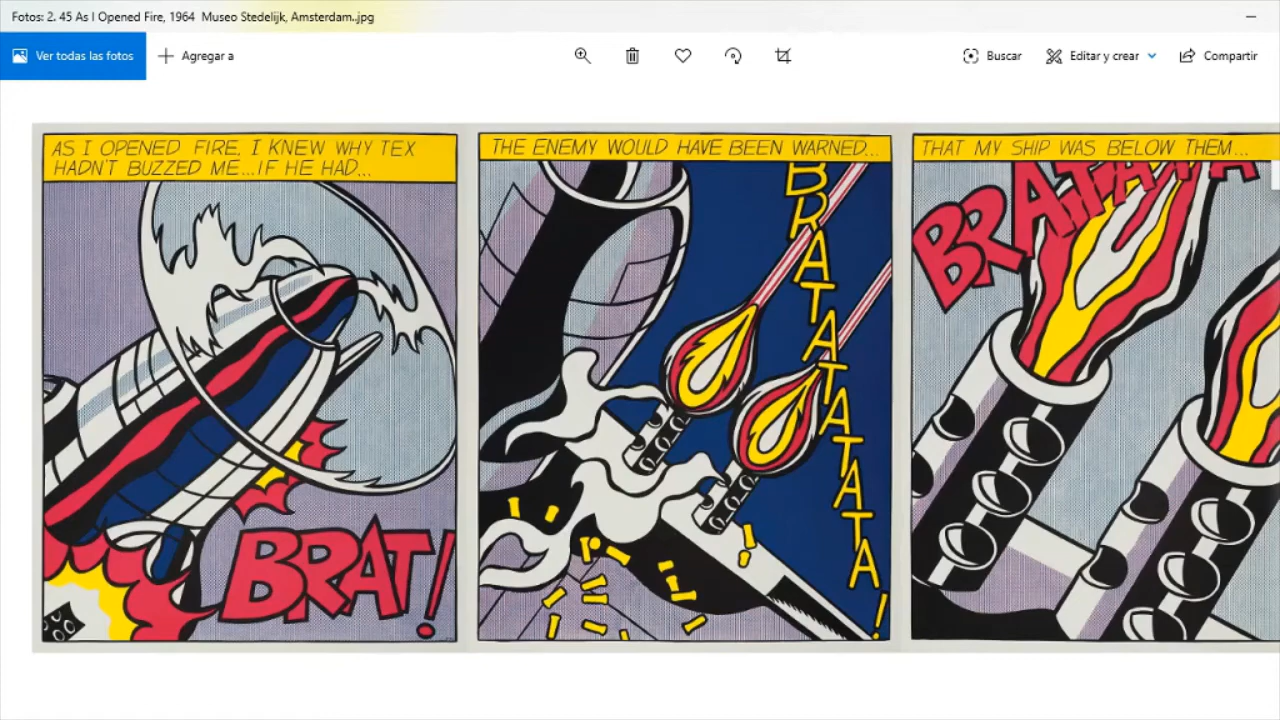 Fotos: 2. 45 As I Opened Fire, 1964  Museo Stedelijk, Amsterdam..jpg
Ver todas las fotos
Agregar a
Buscar
Editar y crear
Compartir
AS I OPENED FIRE, I KNEW WHY TEX
HADN'T BUZZED ME...IF HE HAD...
BRAT!
THE ENEMY WOULD HAVE BEEN WARNED...
BRATATATATATA!
THAT MY SHIP WAS BELOW THEM...
BRATATATA